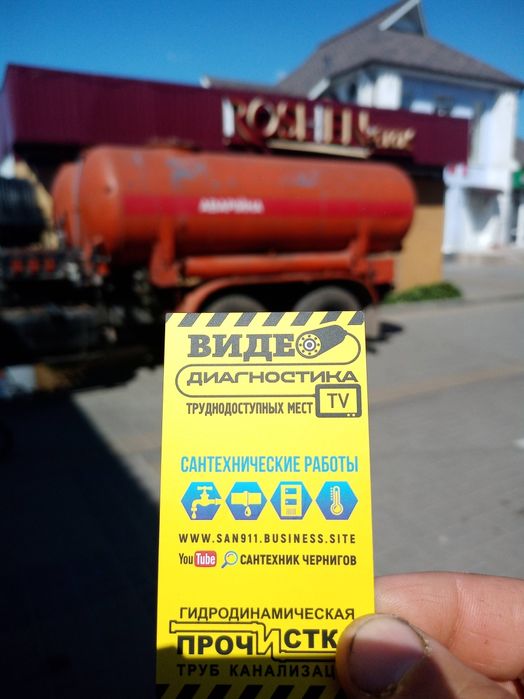 ROSHEN
АВАРІЙНА
ВИДЕО
ДИАГНОСТИКА
ТРУДНОДОСТУПНЫХ МЕСТ
TV
САНТЕХНИЧЕСКИЕ РАБОТЫ
WWW.SAN911.BUSINESS.SITE
YouTube САНТЕХНИК ЧЕРНИГОВ
ГИДРОДИНАМИЧЕСКАЯ
ПРОЧИСТК
ТРУБ КАНАЛИЗАЦ